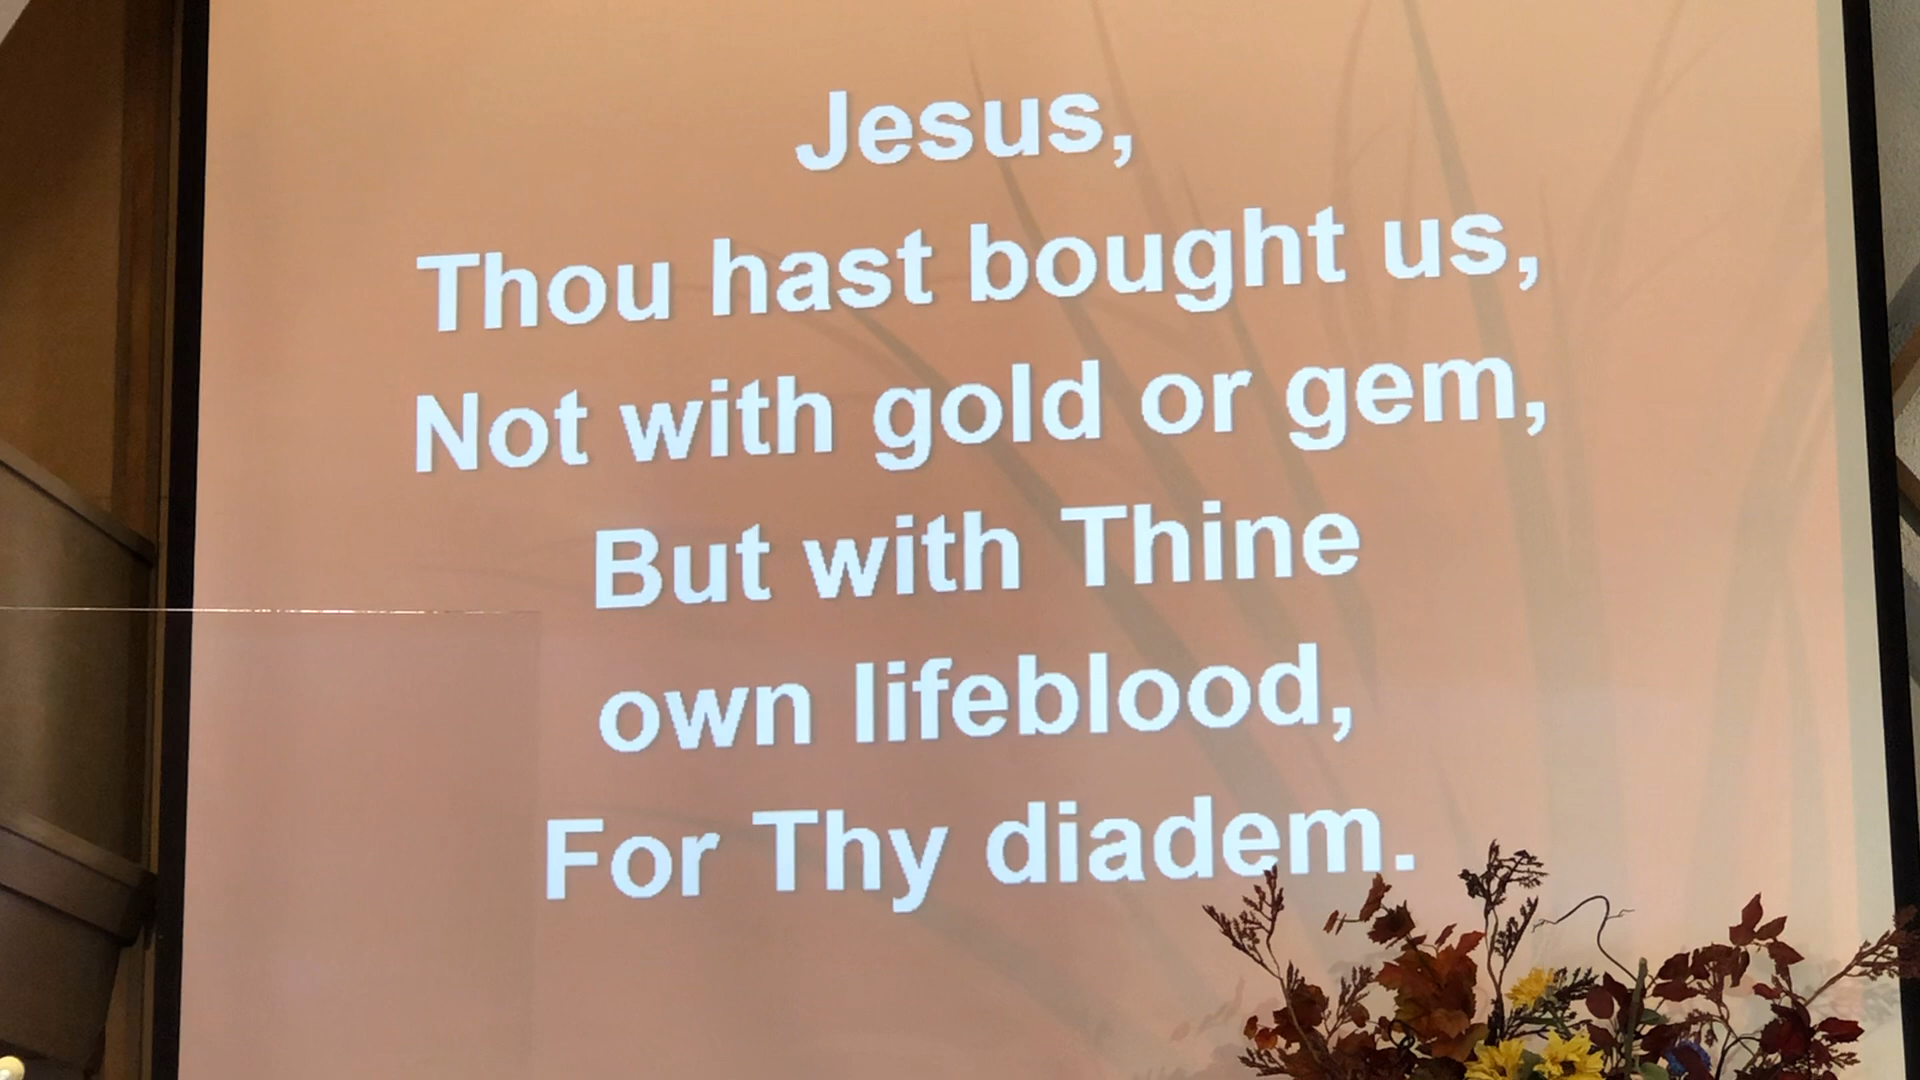 Jesus,
Thou hast bought us,
Not with gold or gem,
But with Thine
own lifeblood,
For Thy diadem.